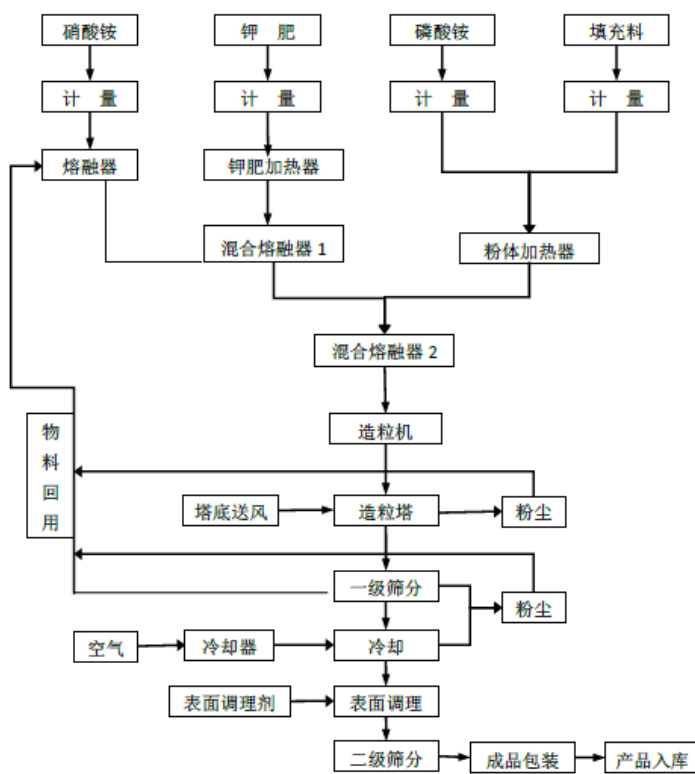 硝酸铵
钾 肥
磷酸铵
填充料
计 量
计 量
计 量
计 量
熔融器
钾肥加热器
混合熔融器 1
粉体加热器
混合熔融器 2
造粒机
物料回用
塔底送风
造粒塔
粉尘
一级筛分
粉尘
空气
冷却器
冷却
表面调理剂
表面调理
二级筛分
成品包装
产品入库